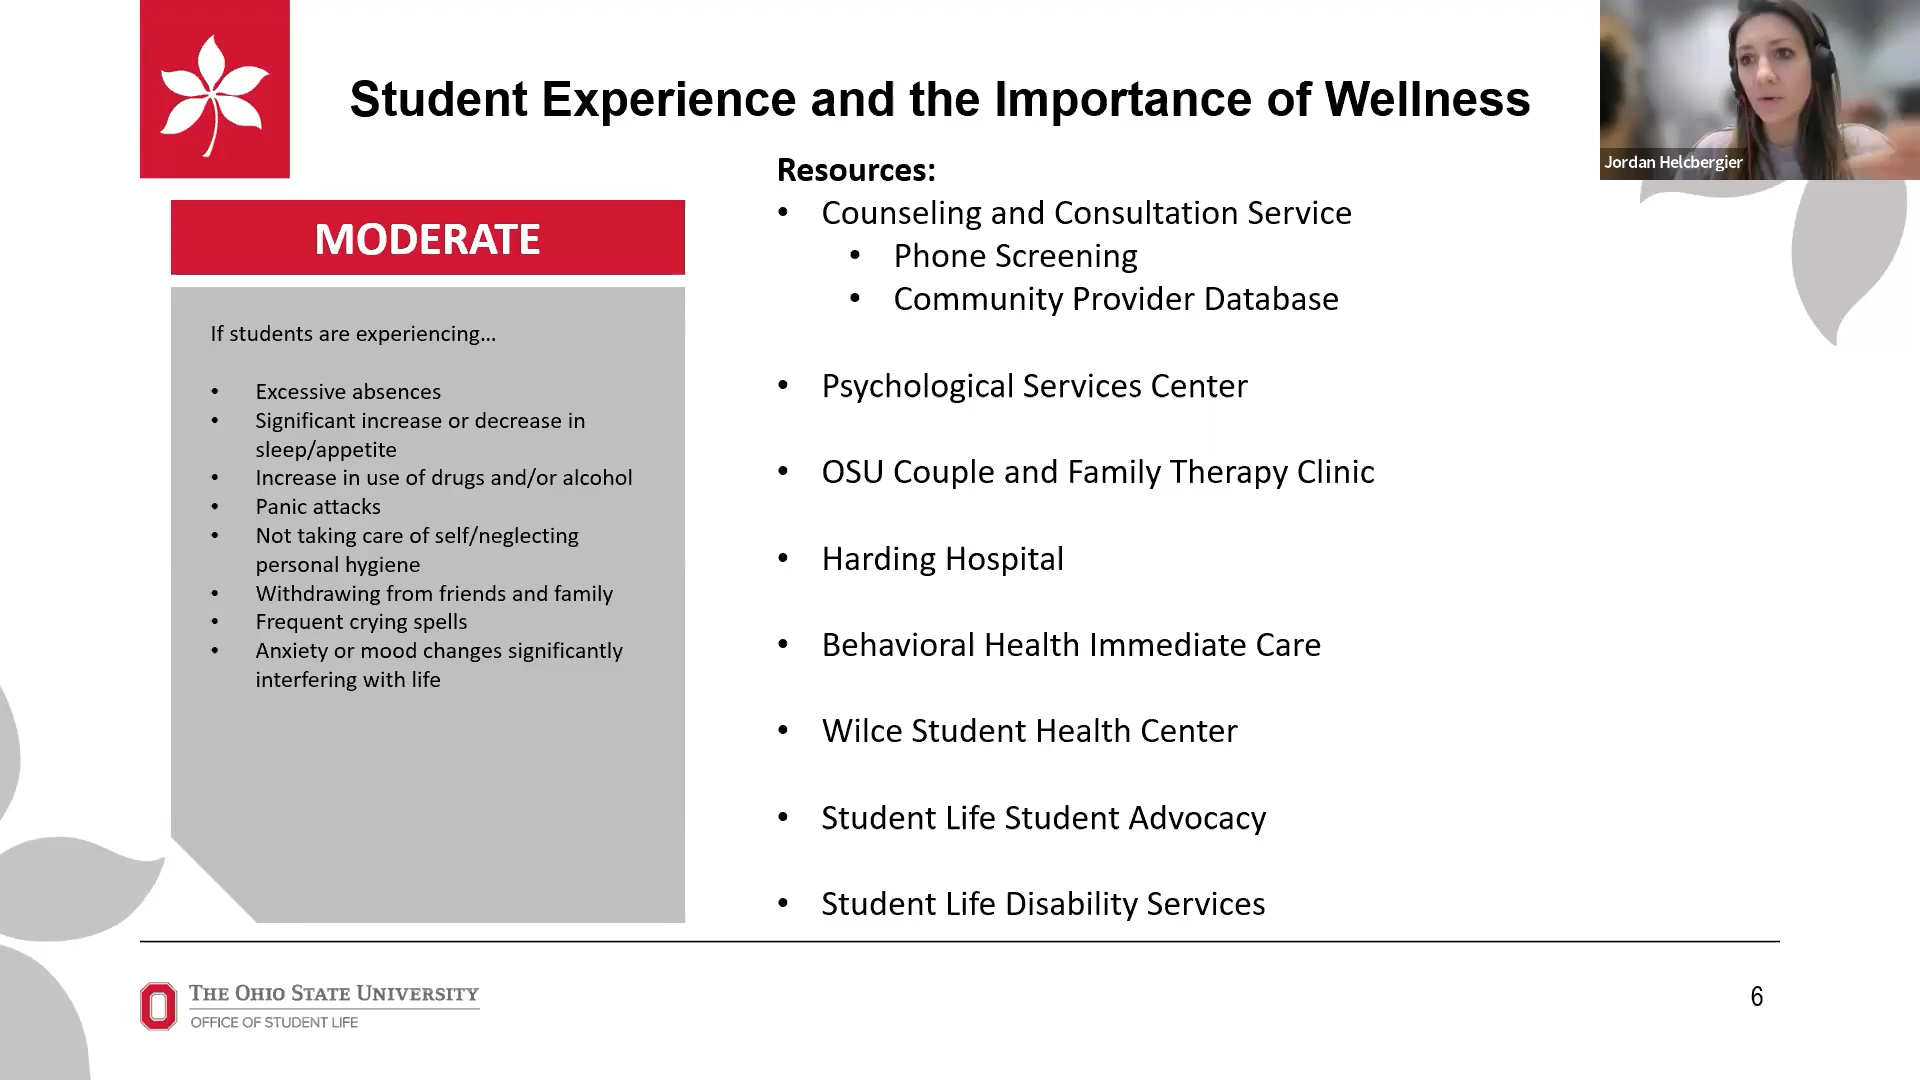 Student Experience and the Importance of Wellness
Jordan Helcbergier
MODERATE
If students are experiencing...
• Excessive absences
• Significant increase or decrease in
sleep/appetite
• Increase in use of drugs and/or alcohol
• Panic attacks
• Not taking care of self/neglecting
personal hygiene
• Withdrawing from friends and family
• Frequent crying spells
• Anxiety or mood changes significantly
interfering with life
Resources:
• Counseling and Consultation Service
• Phone Screening
• Community Provider Database
• Psychological Services Center
• OSU Couple and Family Therapy Clinic
• Harding Hospital
• Behavioral Health Immediate Care
• Wilce Student Health Center
• Student Life Student Advocacy
• Student Life Disability Services
THE OHIO STATE UNIVERSITY
OFFICE OF STUDENT LIFE
6